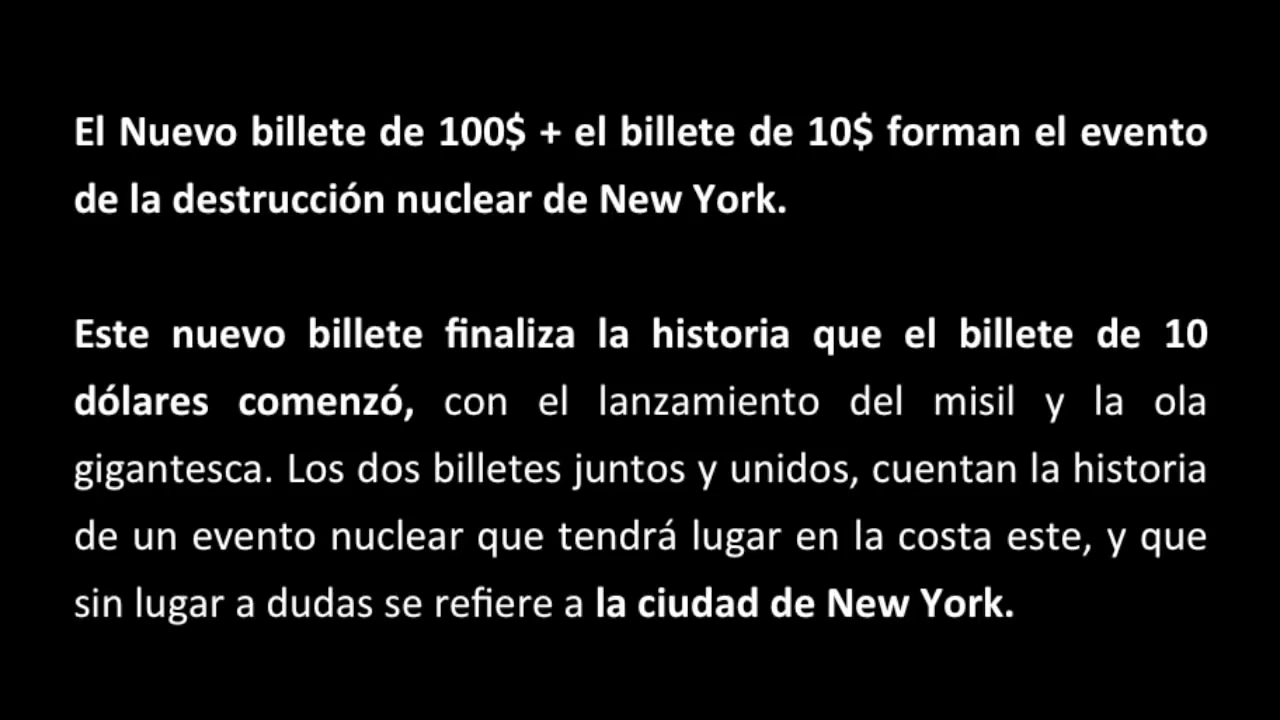 El Nuevo billete de 100$ + el billete de 10$ forman el evento
de la destrucción nuclear de New York.
Este nuevo billete finaliza la historia que el billete de 10
dólares comenzó, con el lanzamiento del misil y la ola
gigantesca. Los dos billetes juntos y unidos, cuentan la historia
de un evento nuclear que tendrá lugar en la costa este, y que
sin lugar a dudas se refiere a la ciudad de New York.